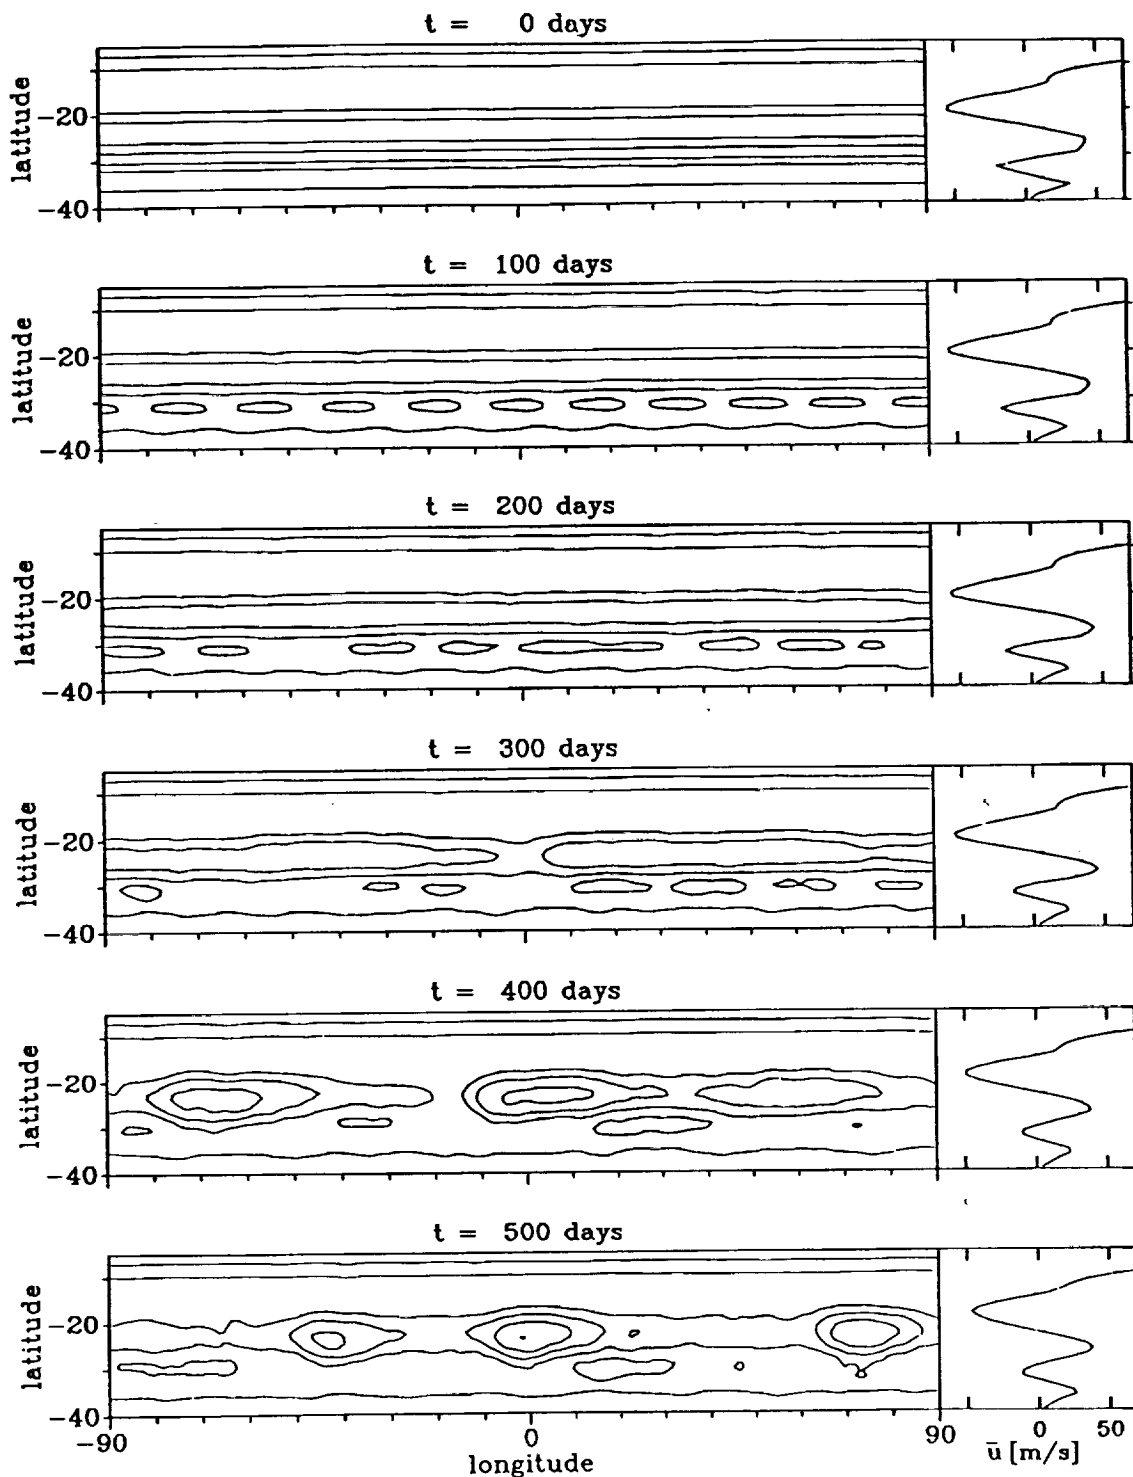 t = 0 days
latitude
-20
-40
t = 100 days
latitude
-20
-40
t = 200 days
latitude
-20
-40
t = 300 days
latitude
-20
-40
t = 400 days
latitude
-20
-40
t = 500 days
latitude
-20
-40
-90 0 90 0 50
longitude
ū [m/s]